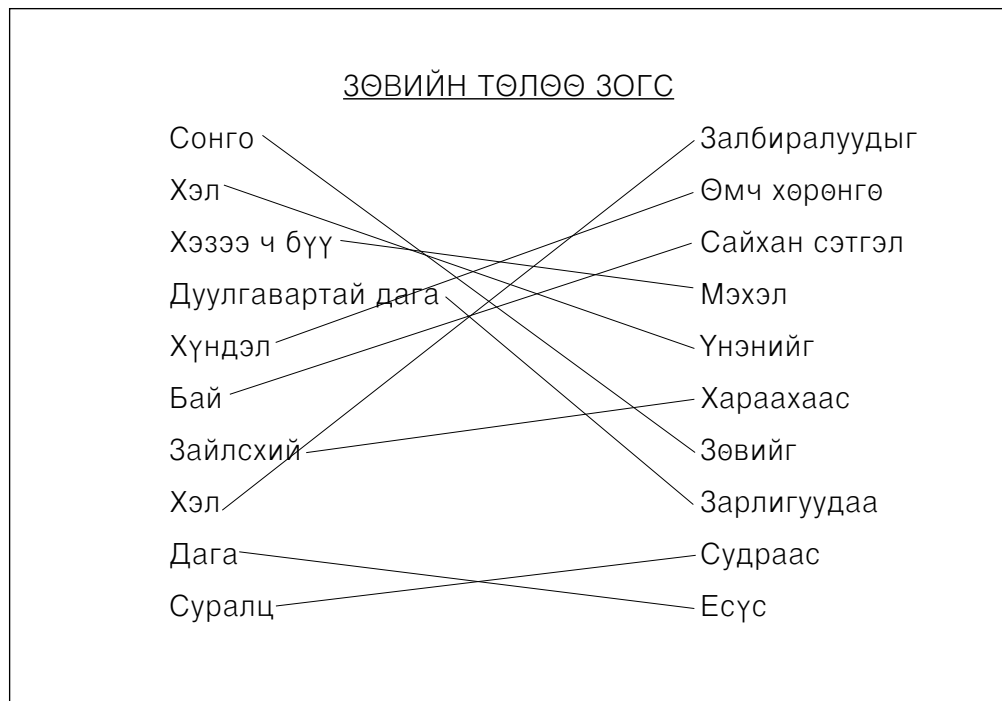 ЗӨВИЙН ТӨЛӨӨ ЗОГС
Сонго Залбиралуудыг
Хэл Өмч хөрөнгө
Хэзээ ч бүү Сайхан сэтгэл
Дуулгавартай дага Мэхэл
Хүндэл Үнэнийг
Бай Хараахаас
Зайлсхий Зөвийг
Хэл Зарлигуудаа
Дага Судраас
Суралц Есүс